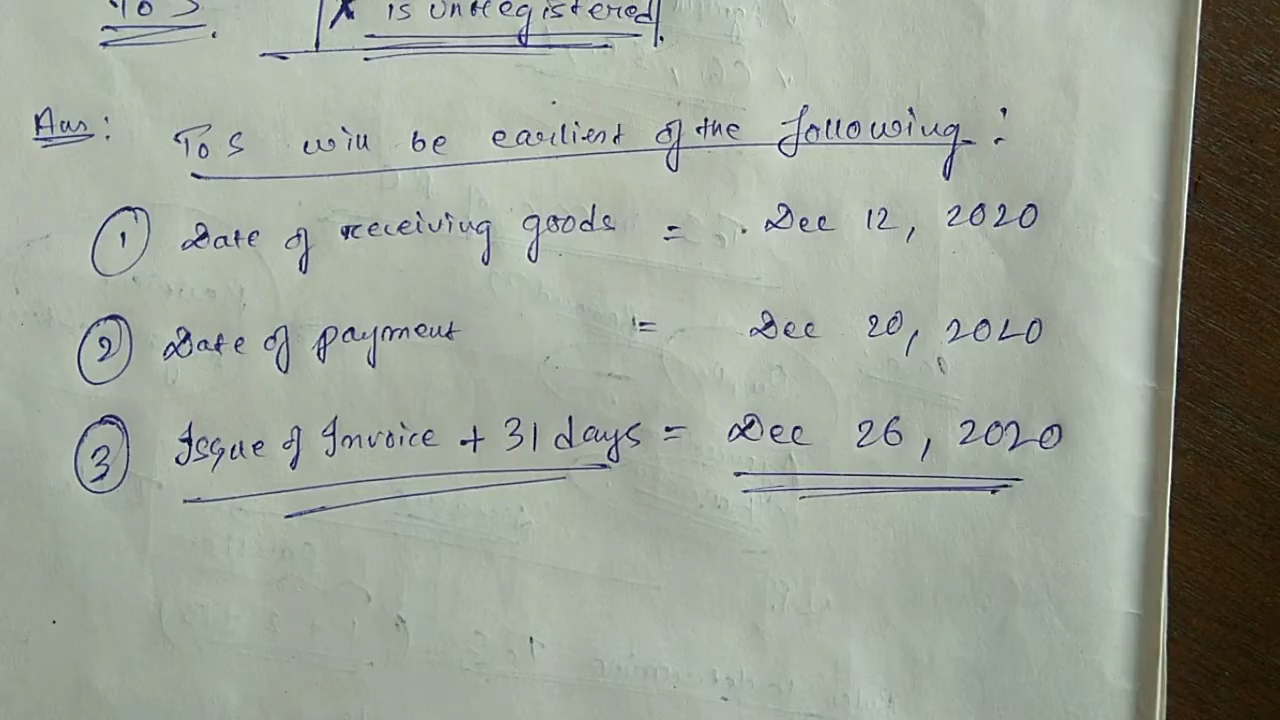 ToS. X is unregistered.
Ans: ToS will be earliest of the following :
① Date of receiving goods = Dec 12, 2020
② Date of payment = Dec 20, 2020
③ Issue of Invoice + 31 days = Dec 26, 2020